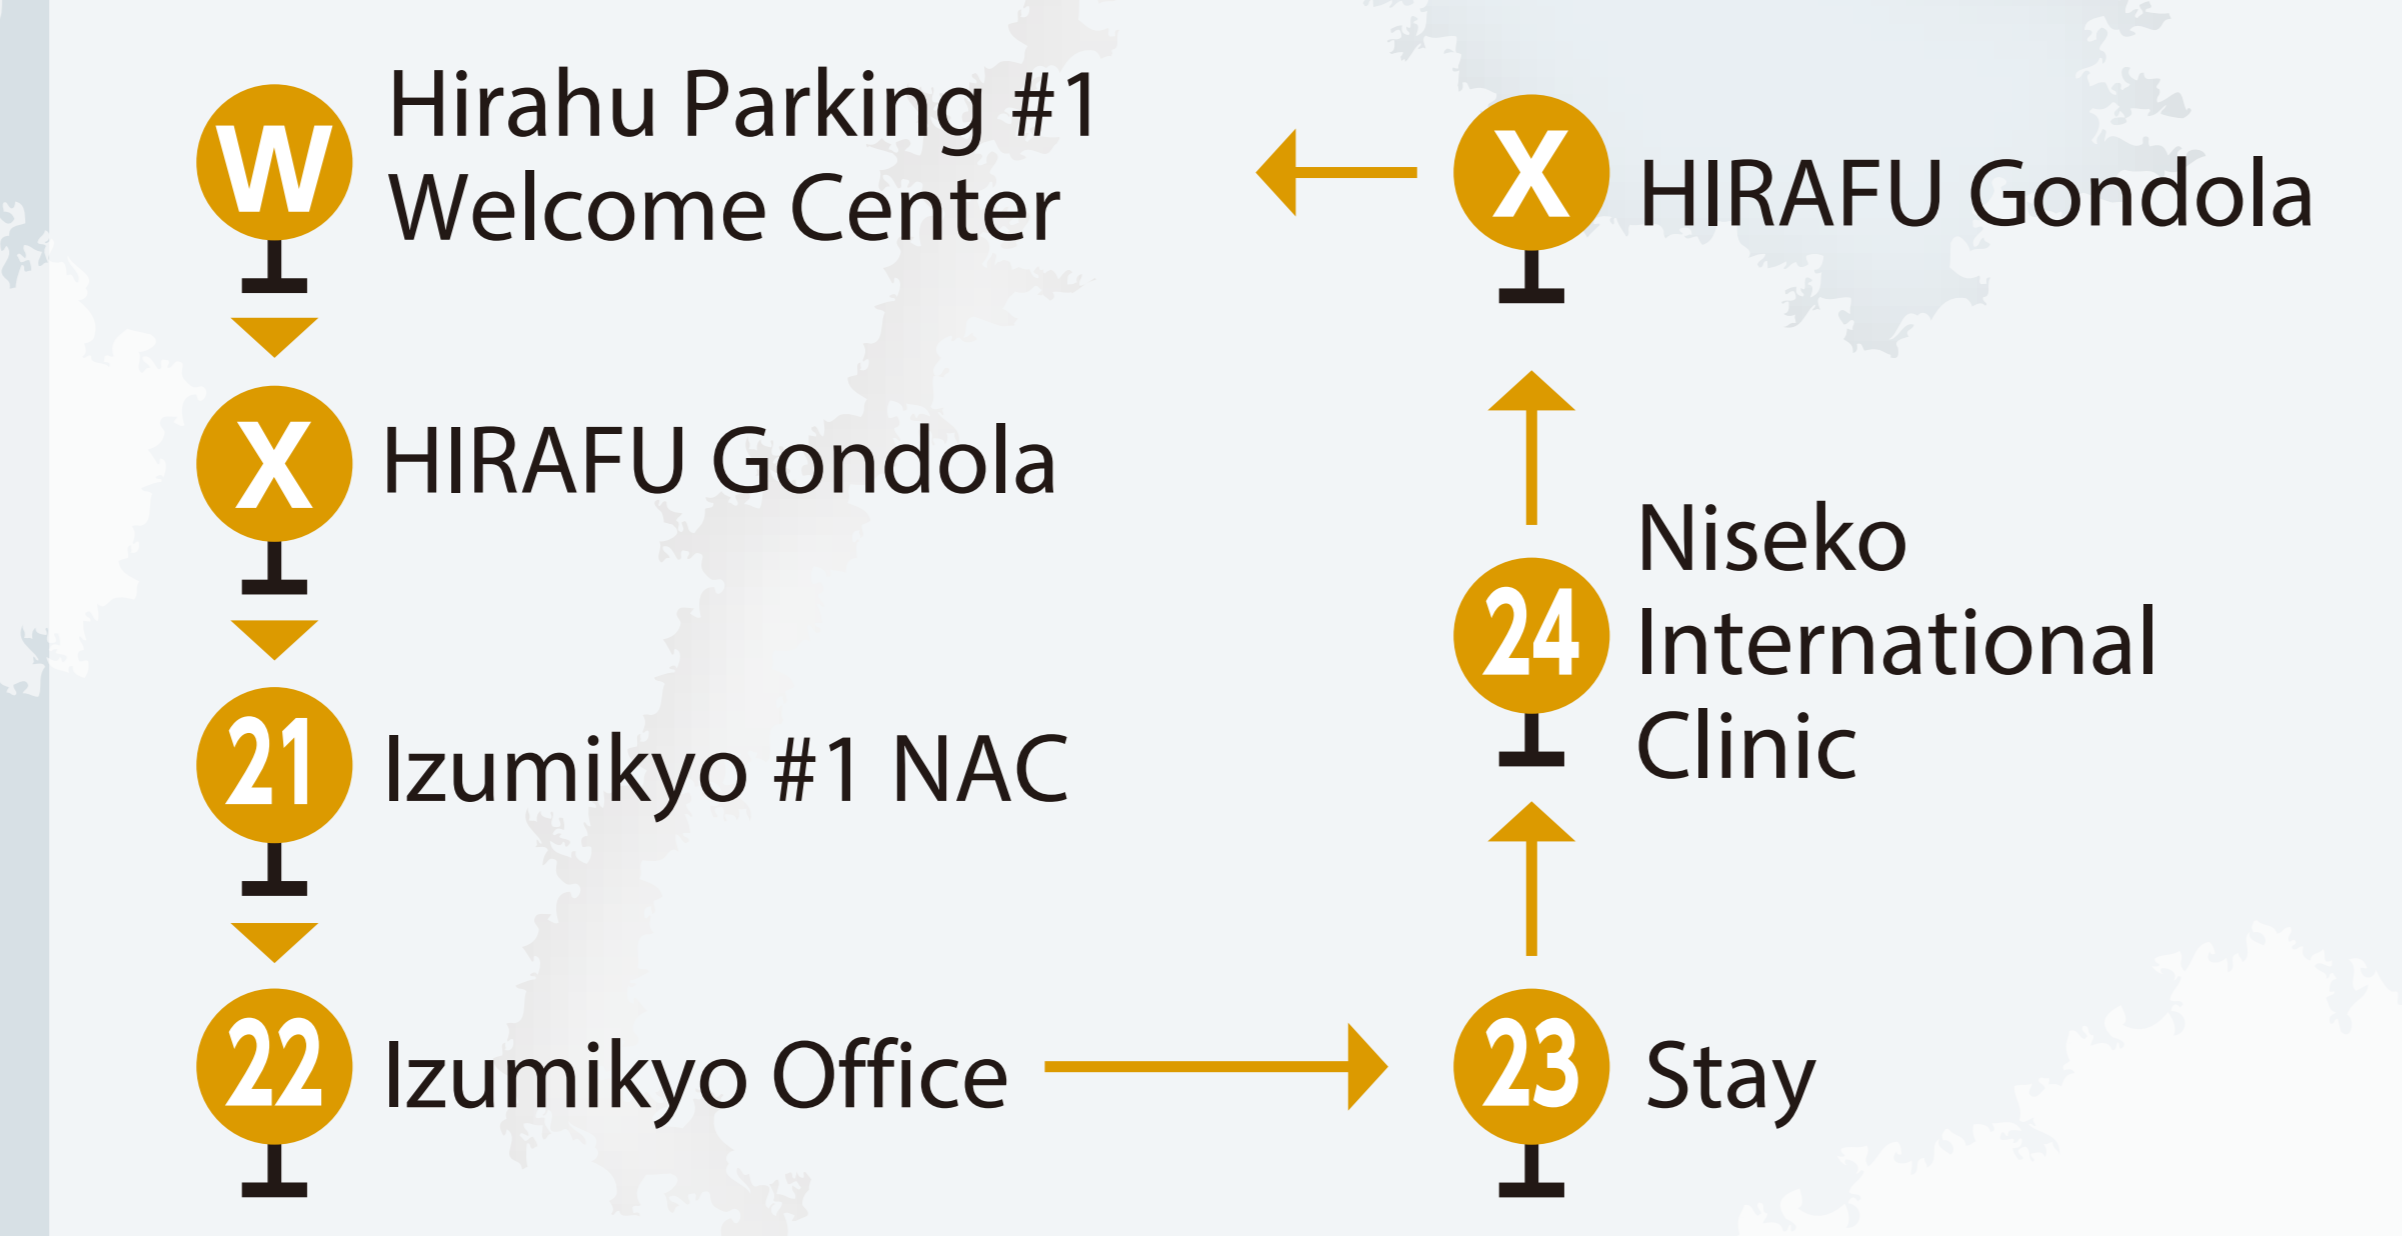 W
Hirahu Parking #1
Welcome Center
X
HIRAFU Gondola
21
Izumikyo #1 NAC
22
Izumikyo Office
23
Stay
24
Niseko
International
Clinic
X
HIRAFU Gondola